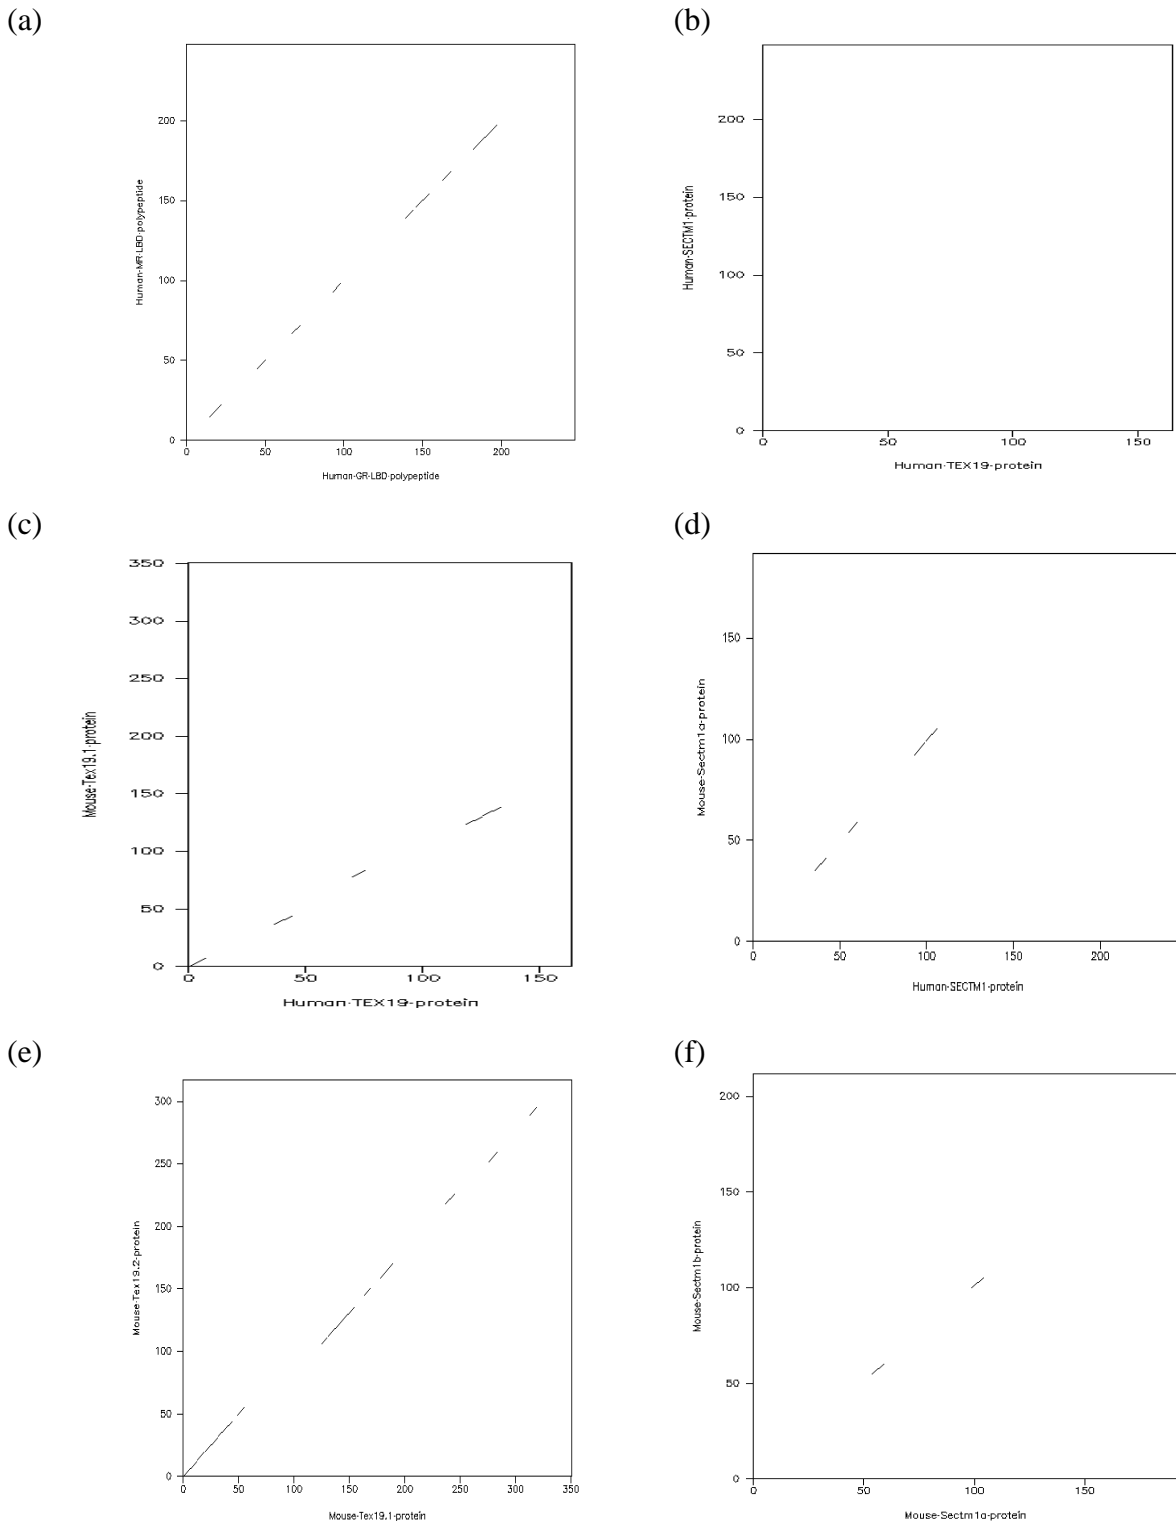 (a)
(b)
200
150
100
50
0
0 50 100 150 200
Human-MR-LBD-polypeptide
Human-GR-LBD-polypeptide
200
150
100
50
0
0 50 100 150
Human-SECTM1-protein
Human-TEX19-protein
(c)
(d)
350
300
250
200
150
100
50
0
0 50 100 150
Mouse-Tex19.1-protein
Human-TEX19-protein
150
100
50
0
0 50 100 150 200
Mouse-Sectm1a-protein
Human-SECTM1-protein
(e)
(f)
300
250
200
150
100
50
0
0 50 100 150 200 250 300 350
Mouse-Tex19.2-protein
Mouse-Tex19.1-protein
200
150
100
50
0
0 50 100 150
Mouse-Sectm1b-protein
Mouse-Sectm1a-protein